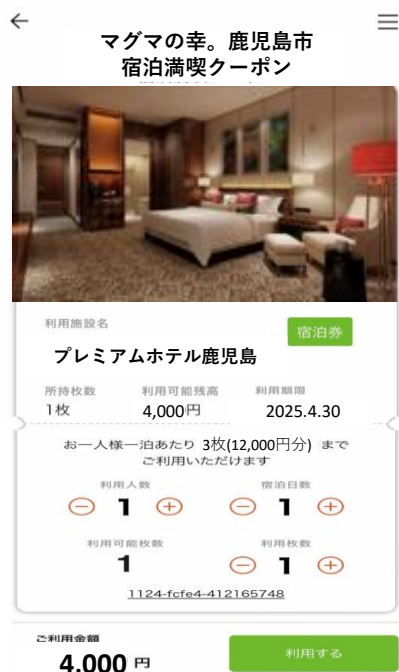 マグマの幸。鹿児島市
宿泊満喫クーポン
利用施設名
宿泊券
プレミアムホテル鹿児島
所持枚数 利用可能残高 利用期限
1枚 4,000円 2025.4.30
お一人様一泊あたり 3枚(12,000円分) まで
ご利用いただけます
利用人数 宿泊日数
1 1
利用可能枚数 利用枚数
1 1
1124-fcfe4-412165748
ご利用金額
4,000 円
利用する